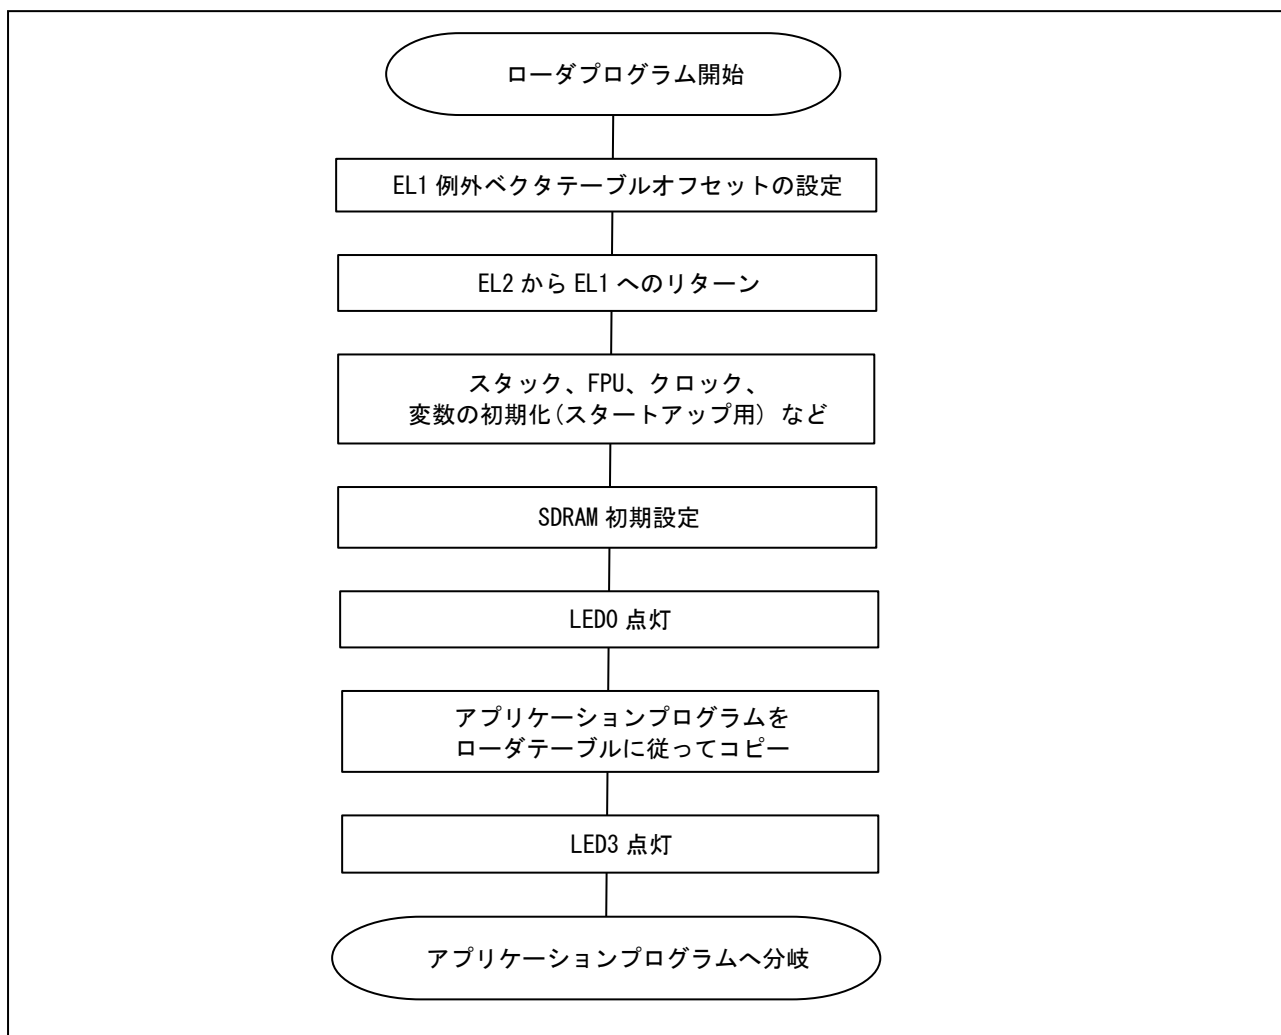 ローダプログラム開始
EL1 例外ベクタテーブルオフセットの設定
EL2 から EL1 へのリターン
スタック、FPU、クロック、
変数の初期化(スタートアップ用) など
SDRAM 初期設定
LED0 点灯
アプリケーションプログラムを
ローダテーブルに従ってコピー
LED3 点灯
アプリケーションプログラムへ分岐